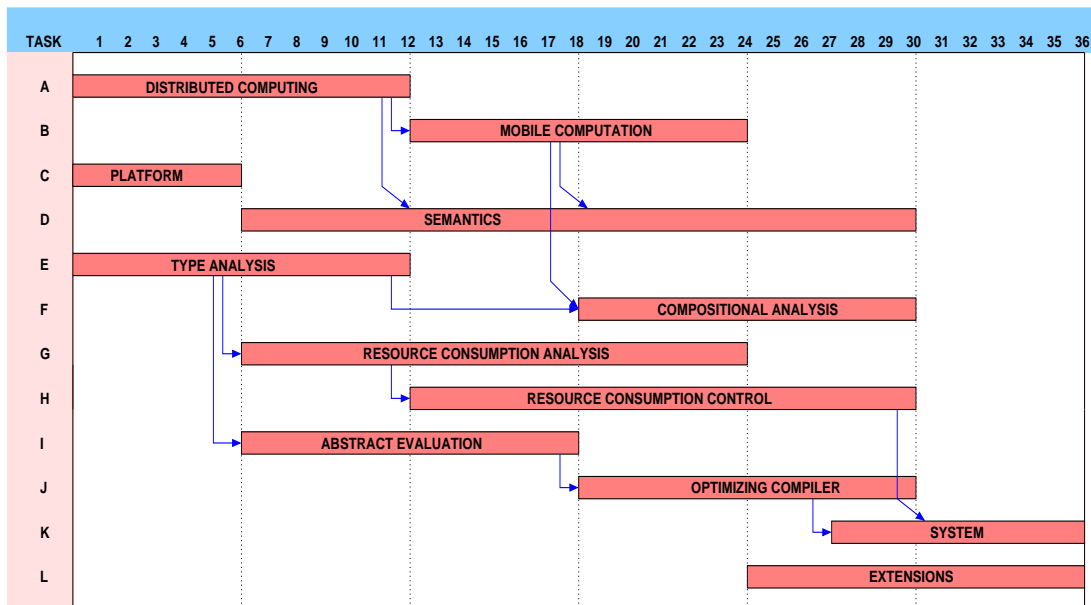 TASK 1 2 3 4 5 6 7 8 9 10 11 12 13 14 15 16 17 18 19 20 21 22 23 24 25 26 27 28 29 30 31 32 33 34 35 36
A DISTRIBUTED COMPUTING
B MOBILE COMPUTATION
C PLATFORM
D SEMANTICS
E TYPE ANALYSIS
F COMPOSITIONAL ANALYSIS
G RESOURCE CONSUMPTION ANALYSIS
H RESOURCE CONSUMPTION CONTROL
I ABSTRACT EVALUATION
J OPTIMIZING COMPILER
K SYSTEM
L EXTENSIONS